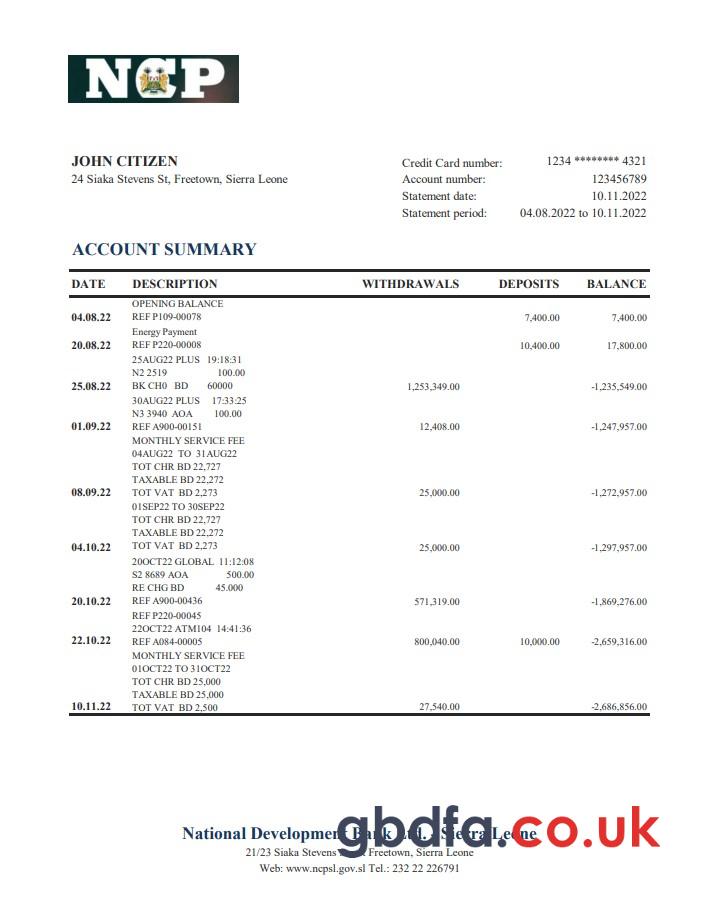 NCP
JOHN CITIZEN
24 Siaka Stevens St, Freetown, Sierra Leone
Credit Card number: 1234 ******** 4321
Account number: 123456789
Statement date: 10.11.2022
Statement period: 04.08.2022 to 10.11.2022
ACCOUNT SUMMARY
DATE DESCRIPTION WITHDRAWALS DEPOSITS BALANCE
OPENING BALANCE
04.08.22 REF P109-00078 7,400.00 7,400.00
Energy Payment
20.08.22 REF P220-00008 10,400.00 17,800.00
25AUG22 PLUS 19:18:31
N2 2519 100.00
25.08.22 BK CH0 BD 60000 1,253,349.00 -1,235,549.00
30AUG22 PLUS 17:33:25
N3 3940 AOA 100.00
01.09.22 REF A900-00151 12,408.00 -1,247,957.00
MONTHLY SERVICE FEE
04AUG22 TO 31AUG22
TOT CHR BD 22,727
TAXABLE BD 22,272
08.09.22 TOT VAT BD 2,273 25,000.00 -1,272,957.00
01SEP22 TO 30SEP22
TOT CHR BD 22,727
TAXABLE BD 22,272
04.10.22 TOT VAT BD 2,273 25,000.00 -1,297,957.00
20OCT22 GLOBAL 11:12:08
S2 8689 AOA 500.00
RE CHG BD 45.000
20.10.22 REF A900-00436 571,319.00 -1,869,276.00
REF P220-00045
22OCT22 ATM104 14:41:36
22.10.22 REF A084-00005 800,040.00 10,000.00 -2,659,316.00
MONTHLY SERVICE FEE
01OCT22 TO 31OCT22
TOT CHR BD 25,000
TAXABLE BD 25,000
10.11.22 TOT VAT BD 2,500 27,540.00 -2,686,856.00
National Development Bank Ltd. - Sierra Leone
gbdfa.co.uk
21/23 Siaka Stevens Freetown, Sierra Leone
Web: www.ncpsl.gov.sl Tel.: 232 22 226791